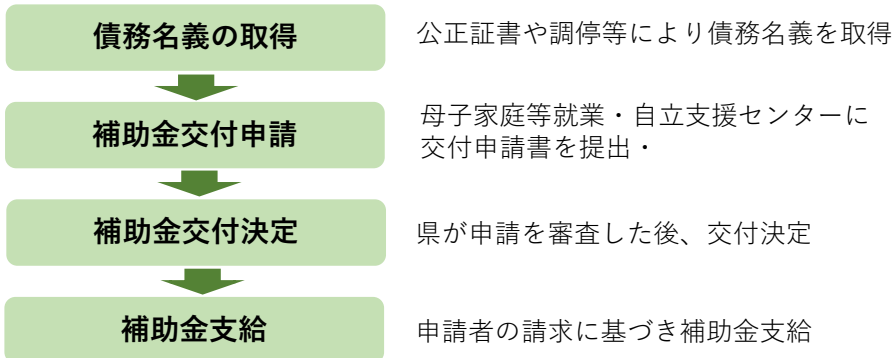 債務名義の取得
公正証書や調停等により債務名義を取得
補助金交付申請
母子家庭等就業・自立支援センターに
交付申請書を提出・
補助金交付決定
県が申請を審査した後、交付決定
補助金支給
申請者の請求に基づき補助金支給